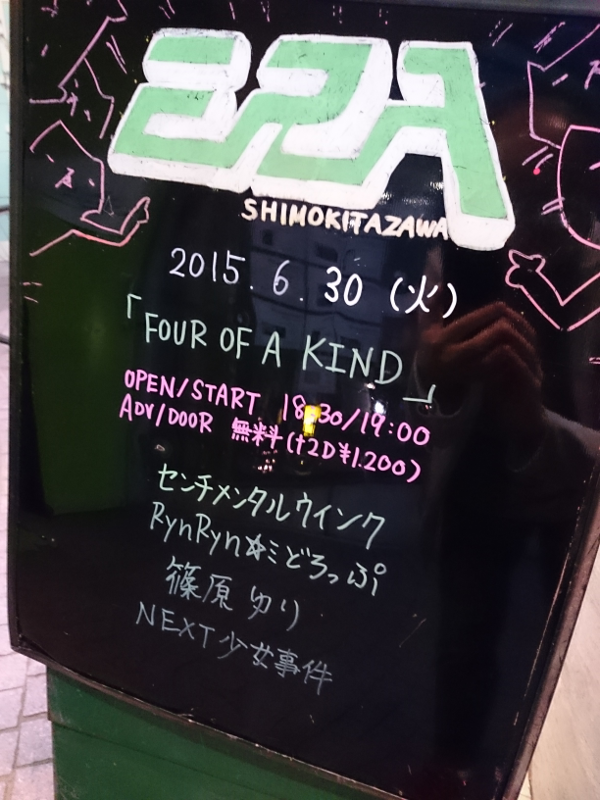 ERA
SHIMOKITAZAWA
2015.6.30(火)
「FOUR OF A KIND」
OPEN/START 18:30/19:00
ADV/DOOR 無料(+2D¥1.200)
センチメンタルウインク
RynRyn☆ミどろっぷ
篠原ゆり
NEXT少女事件